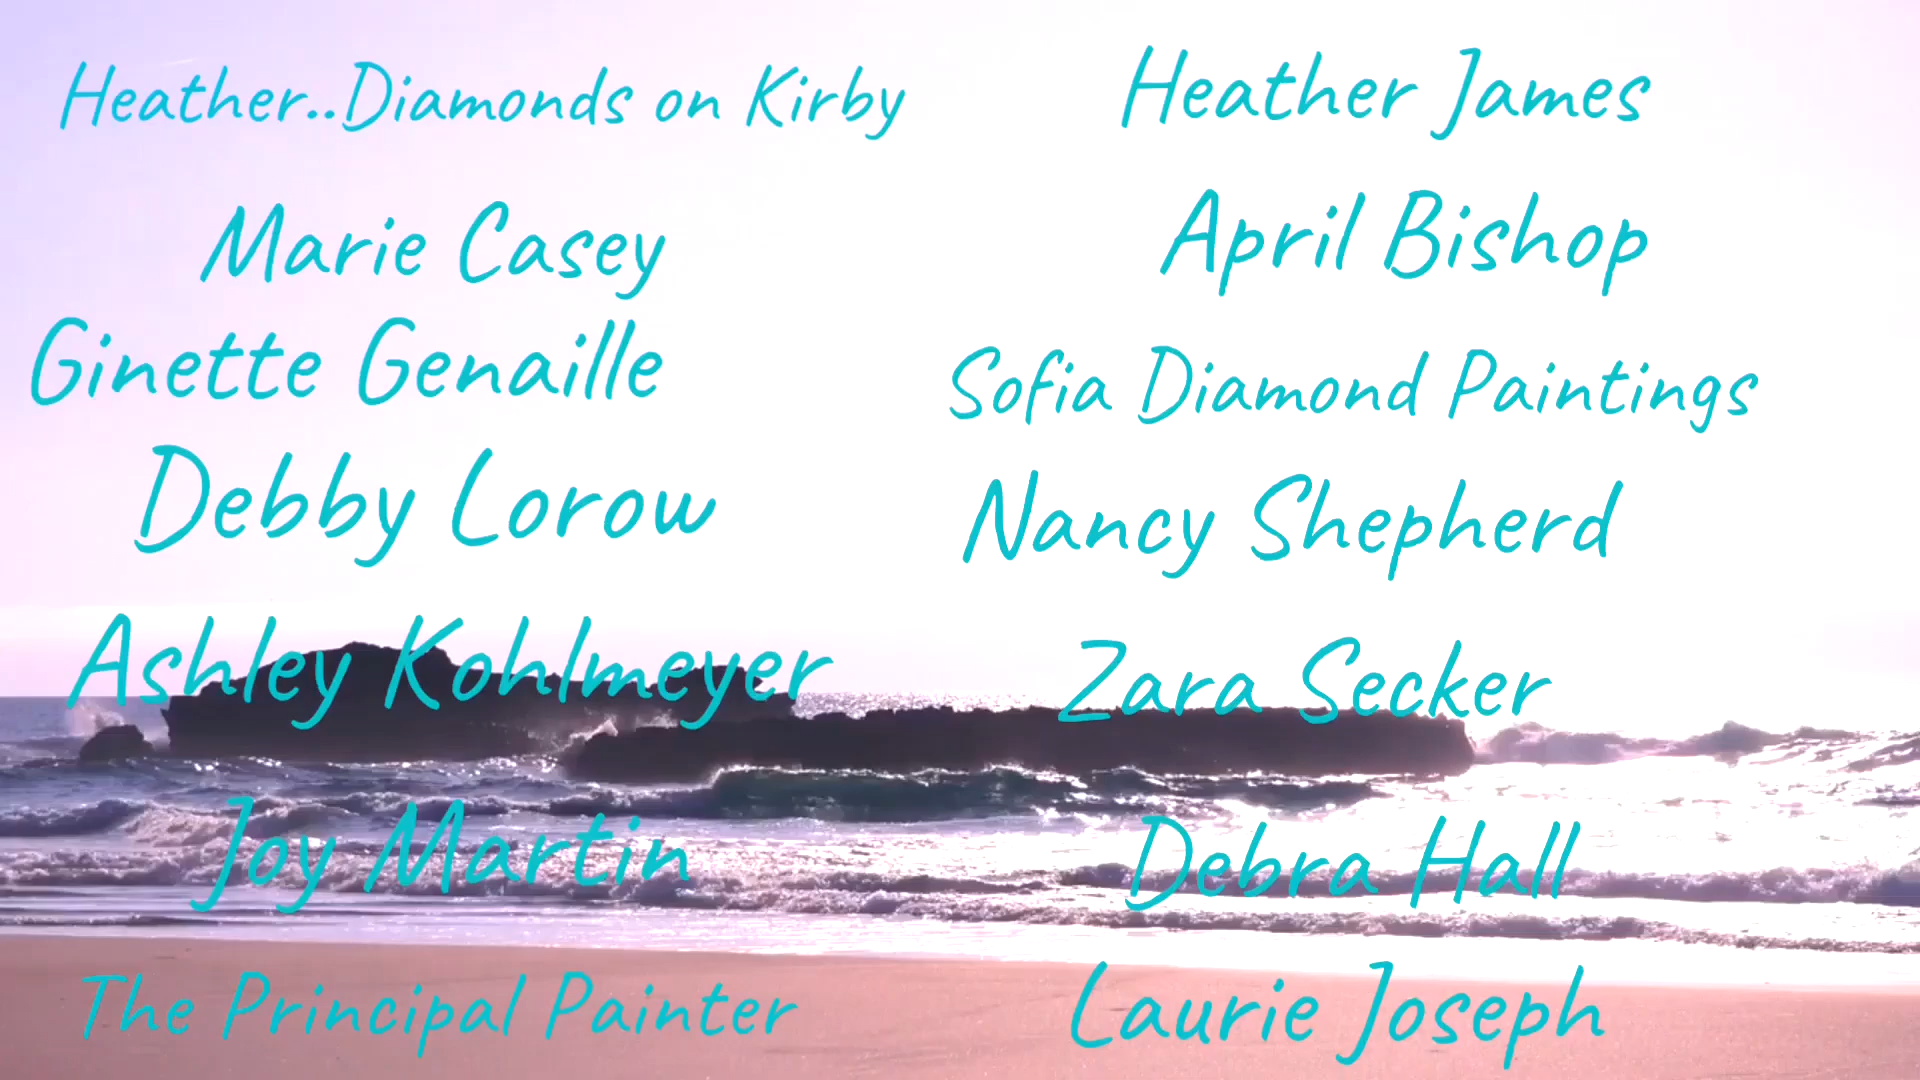 Heather..Diamonds on Kirby
Marie Casey
Ginette Genaille
Debby Lorow
Ashley Kohlmeyer
Joy Martin
The Principal Painter
Heather James
April Bishop
Sofia Diamond Paintings
Nancy Shepherd
Zara Secker
Debra Hall
Laurie Joseph